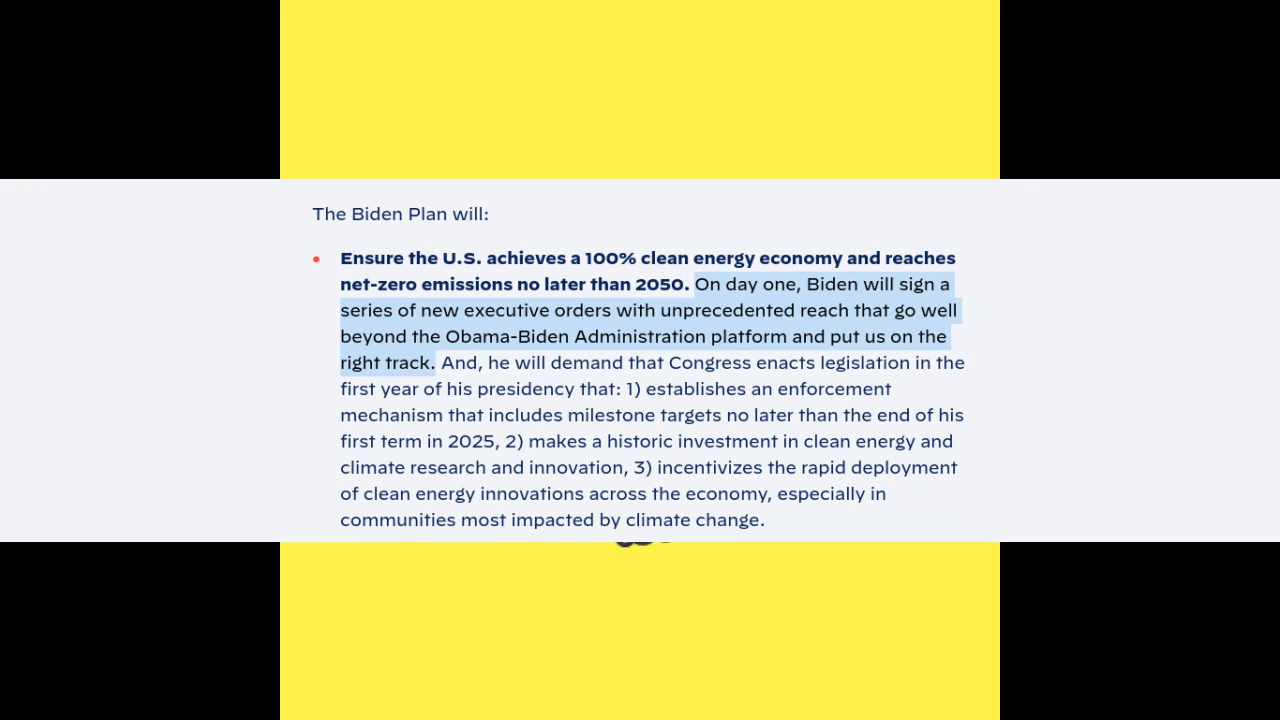 The Biden Plan will:
Ensure the U.S. achieves a 100% clean energy economy and reaches
net-zero emissions no later than 2050. On day one, Biden will sign a
series of new executive orders with unprecedented reach that go well
beyond the Obama-Biden Administration platform and put us on the
right track. And, he will demand that Congress enacts legislation in the
first year of his presidency that: 1) establishes an enforcement
mechanism that includes milestone targets no later than the end of his
first term in 2025, 2) makes a historic investment in clean energy and
climate research and innovation, 3) incentivizes the rapid deployment
of clean energy innovations across the economy, especially in
communities most impacted by climate change.